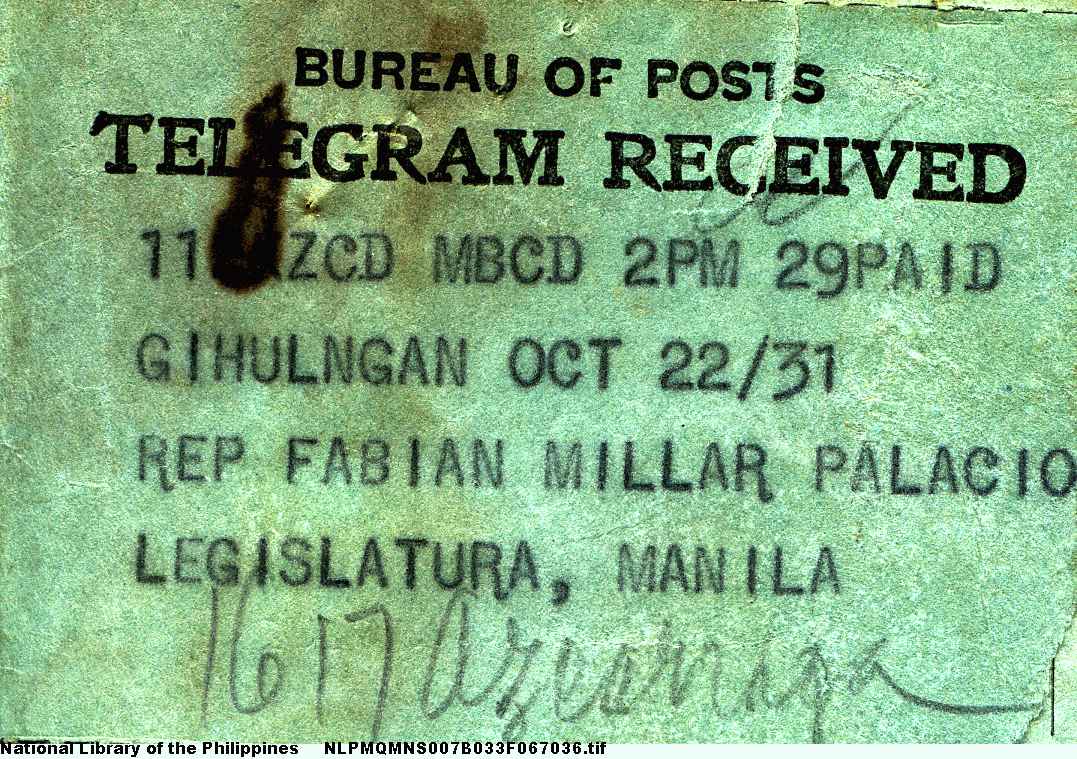 BUREAU OF POSTS
TELEGRAM RECEIVED
11 ZCD MBCD 2PM 29PAID
GIHULNGAN OCT 22/31
REP FABIAN MILLAR PALACIO
LEGISLATURA, MANILA
1617 Azcarraga
National Library of the Philippines NLPMQMNS007B033F067036.tif